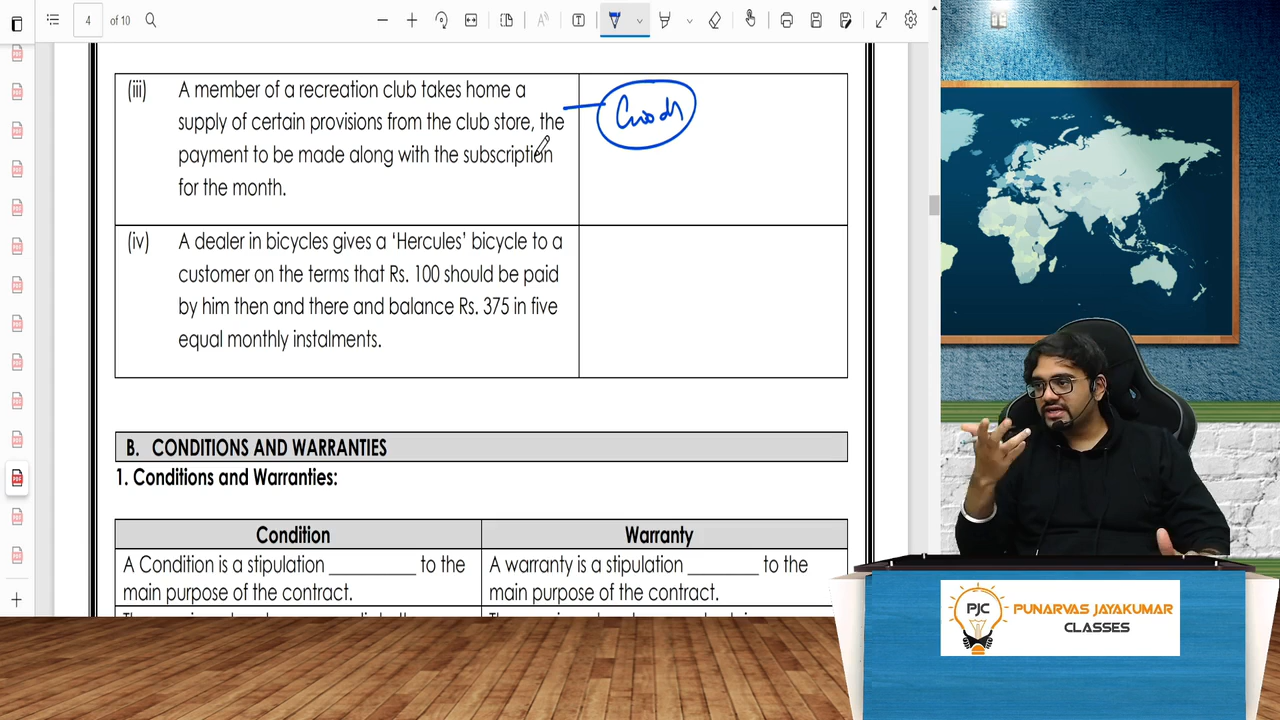 4 of 10
(iii) A member of a recreation club takes home a
supply of certain provisions from the club store, the
payment to be made along with the subscription
for the month.
Goods
(iv) A dealer in bicycles gives a ‘Hercules’ bicycle to a
customer on the terms that Rs. 100 should be paid
by him then and there and balance Rs. 375 in five
equal monthly instalments.
B. CONDITIONS AND WARRANTIES
1. Conditions and Warranties:
Condition
Warranty
A Condition is a stipulation _________ to the
main purpose of the contract.
A warranty is a stipulation ________ to the
main purpose of the contract.
PJC
PUNARVAS JAYAKUMAR
CLASSES